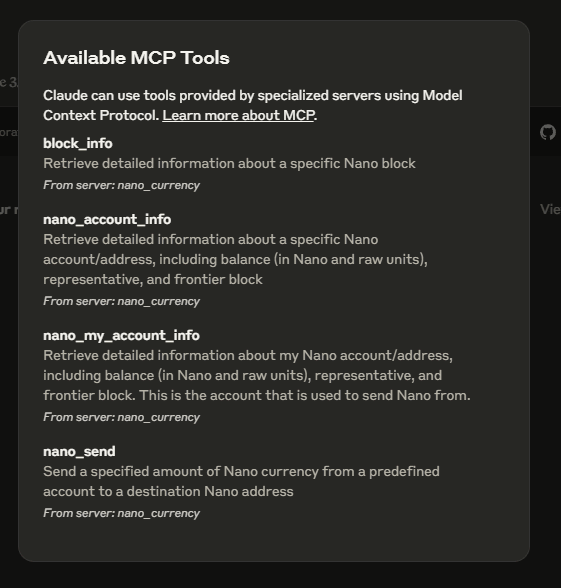 Available MCP Tools
Claude can use tools provided by specialized servers using Model
Context Protocol. Learn more about MCP.
block_info
Retrieve detailed information about a specific Nano block
From server: nano_currency
nano_account_info
Retrieve detailed information about a specific Nano
account/address, including balance (in Nano and raw units),
representative, and frontier block
From server: nano_currency
nano_my_account_info
Retrieve detailed information about my Nano account/address,
including balance (in Nano and raw units), representative, and
frontier block. This is the account that is used to send Nano from.
From server: nano_currency
nano_send
Send a specified amount of Nano currency from a predefined
account to a destination Nano address
From server: nano_currency